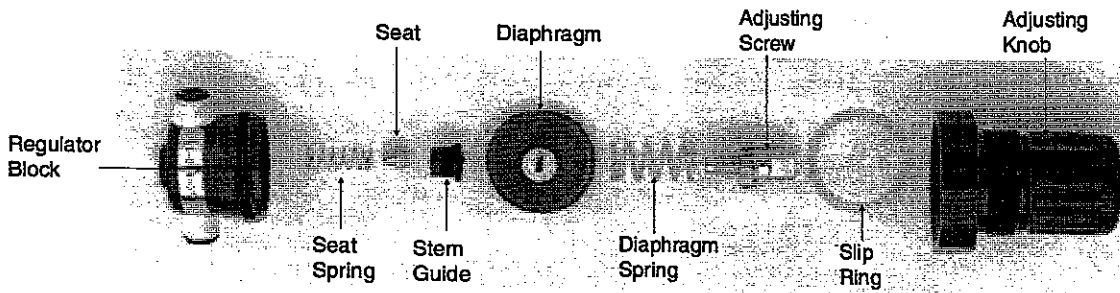 Seat
Diaphragm
Adjusting
Screw
Adjusting
Knob
Regulator
Block
Seat
Spring
Stem
Guide
Diaphragm
Spring
Slip
Ring